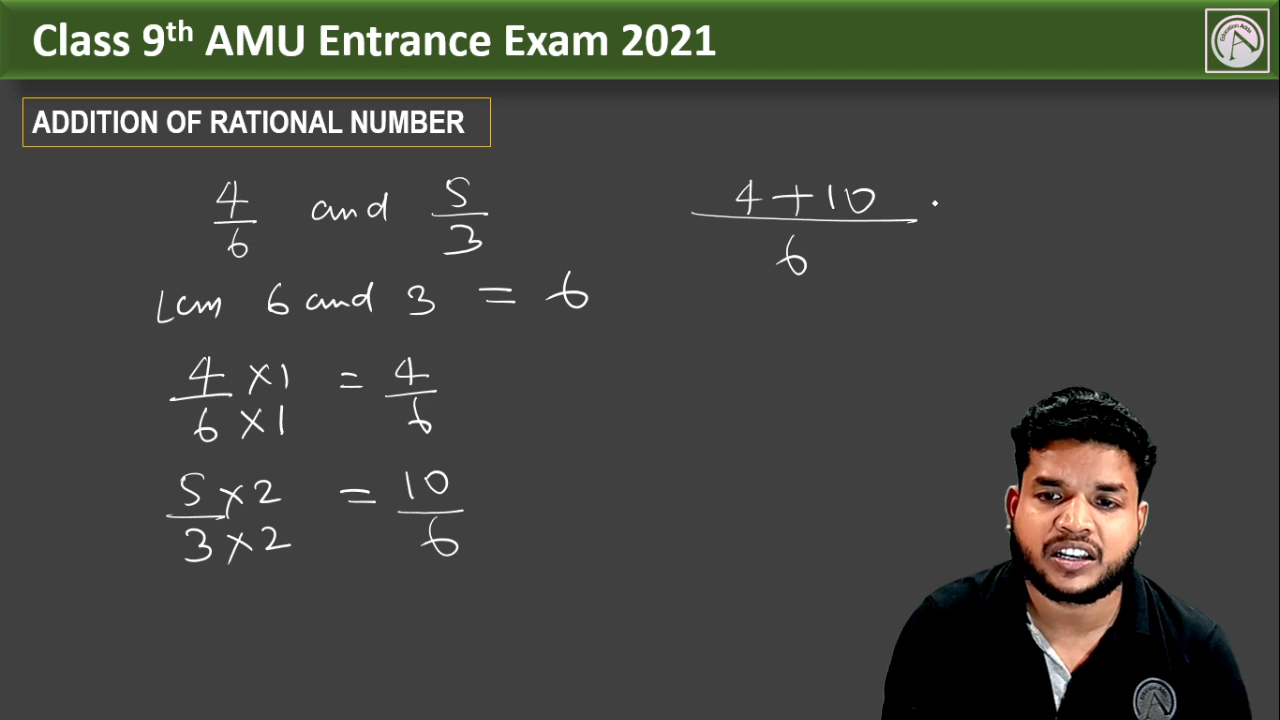 Class 9th AMU Entrance Exam 2021
ADDITION OF RATIONAL NUMBER
4/6 and 5/3
Lcm 6 and 3 = 6
4×1/6×1 = 4/6
5×2/3×2 = 10/6
4+10/6